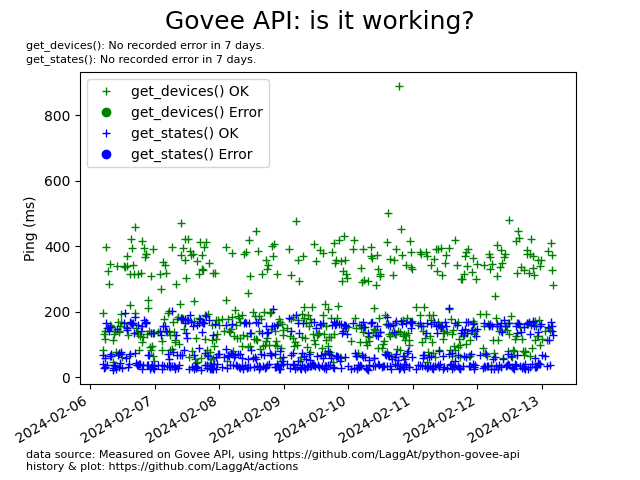 Govee API: is it working?
get_devices(): No recorded error in 7 days.
get_states(): No recorded error in 7 days.
get_devices() OK
get_devices() Error
get_states() OK
get_states() Error
Ping (ms)
800
600
400
200
0
2024-02-06
2024-02-07
2024-02-08
2024-02-09
2024-02-10
2024-02-11
2024-02-12
2024-02-13
data source: Measured on Govee API, using https://github.com/LaggAt/python-govee-api
history & plot: https://github.com/LaggAt/actions